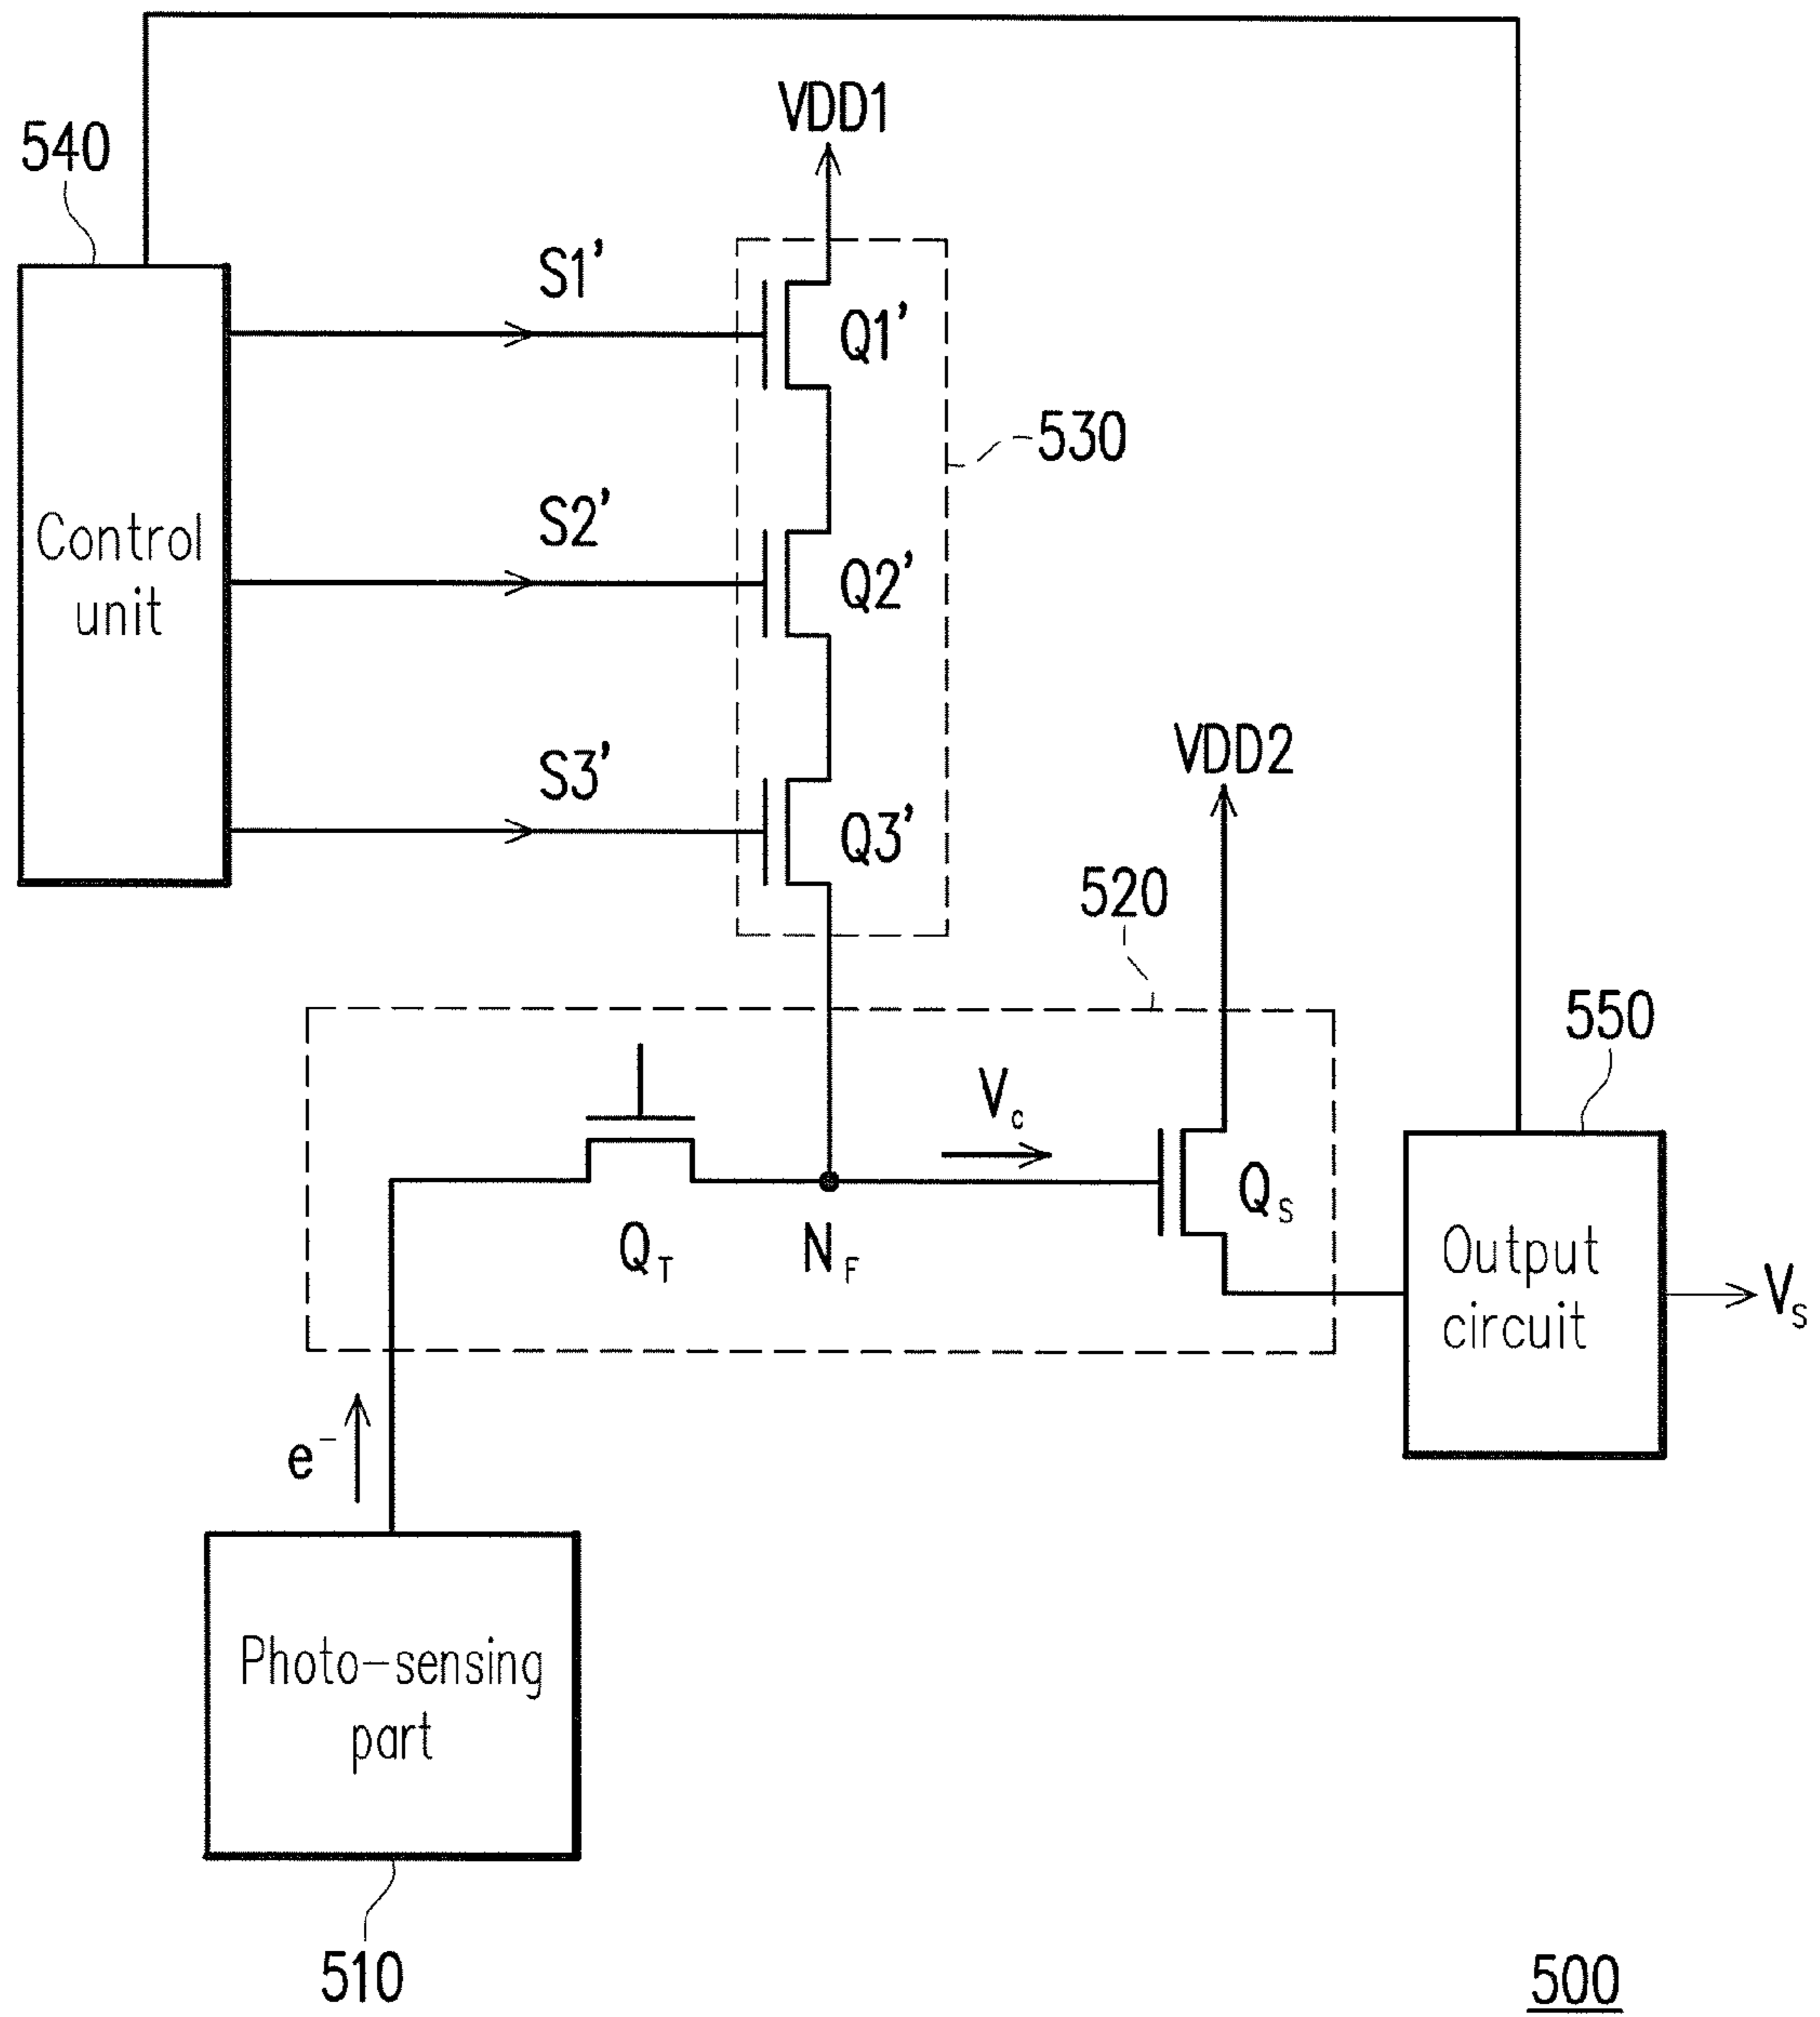 VDD1
540
S1'
Q1'
530
Control
unit
S2'
Q2'
VDD2
S3'
Q3'
520
550
Vc
QS
QT
NF
Output
circuit
VS
e-
Photo-sensing
part
510
500